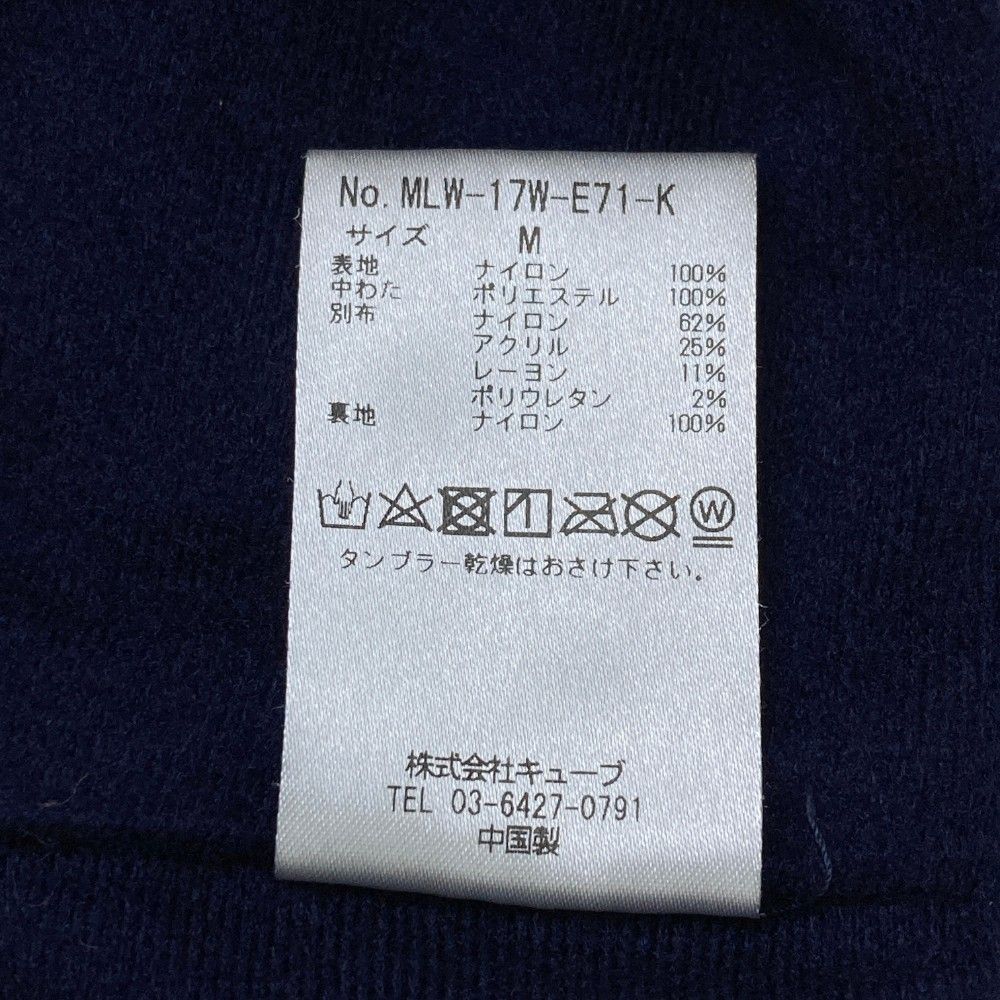 No. MLW-17W-E71-K
サイズ M
表地 ナイロン 100%
中わた ポリエステル 100%
別布 ナイロン 62%
アクリル 25%
レーヨン 11%
ポリウレタン 2%
裏地 ナイロン 100%
W
タンブラー乾燥はおさけ下さい。
株式会社キューブ
TEL 03-6427-0791
中国製